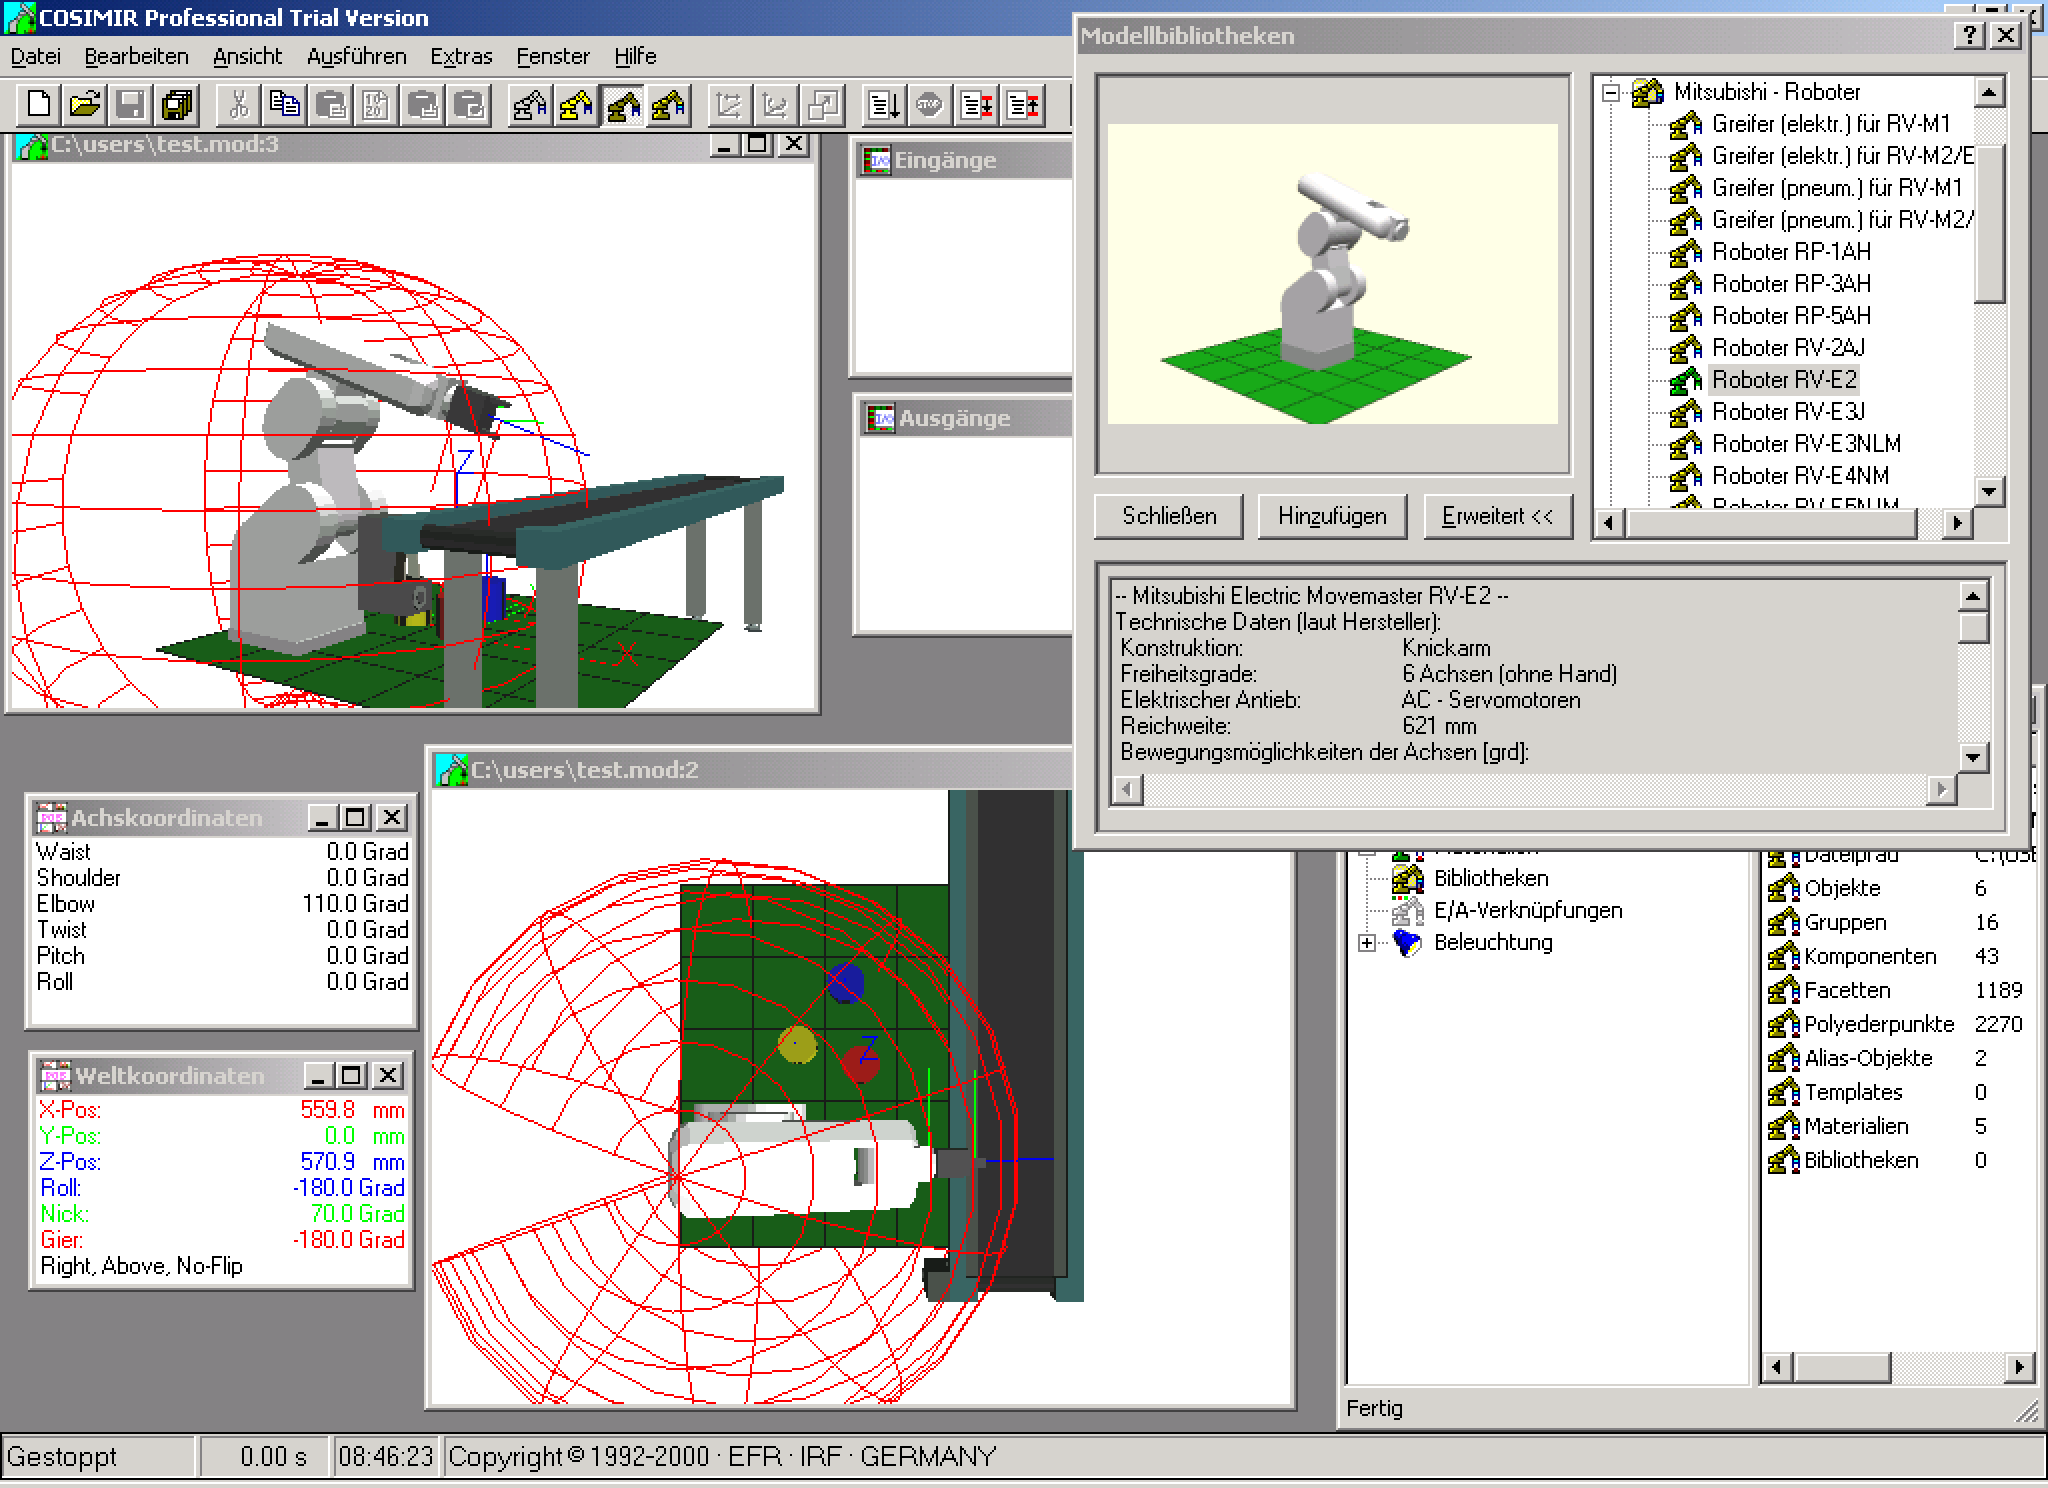 COSIMIR Professional Trial Version
Datei Bearbeiten Ansicht Ausführen Extras Fenster Hilfe
C:\users\test.mod:3
Z
X
Eingänge
Ausgänge
Modellbibliotheken
Mitsubishi - Roboter
Greifer (elektr.) für RV-M1
Greifer (elektr.) für RV-M2/E
Greifer (pneum.) für RV-M1
Greifer (pneum.) für RV-M2/
Roboter RP-1AH
Roboter RP-3AH
Roboter RP-5AH
Roboter RV-2AJ
Roboter RV-E2
Roboter RV-E3J
Roboter RV-E3NLM
Roboter RV-E4NM
Schließen Hinzufügen Erweitert <<
-- Mitsubishi Electric Movemaster RV-E2 --
Technische Daten (laut Hersteller):
Konstruktion: Knickarm
Freiheitsgrade: 6 Achsen (ohne Hand)
Elektrischer Antieb: AC - Servomotoren
Reichweite: 621 mm
Bewegungsmöglichkeiten der Achsen [grd]:
C:\users\test.mod:2
Z
Achskoordinaten
Waist 0.0 Grad
Shoulder 0.0 Grad
Elbow 110.0 Grad
Twist 0.0 Grad
Pitch 0.0 Grad
Roll 0.0 Grad
Weltkoordinaten
X-Pos: 559.8 mm
Y-Pos: 0.0 mm
Z-Pos: 570.9 mm
Roll: -180.0 Grad
Nick: 70.0 Grad
Gier: -180.0 Grad
Right, Above, No-Flip
Bibliotheken
E/A-Verknüpfungen
Beleuchtung
Dateipfad
Objekte 6
Gruppen 16
Komponenten 43
Facetten 1189
Polyederpunkte 2270
Alias-Objekte 2
Templates 0
Materialien 5
Bibliotheken 0
Fertig
Gestoppt 0.00 s 08:46:23 Copyright © 1992-2000 · EFR · IRF · GERMANY